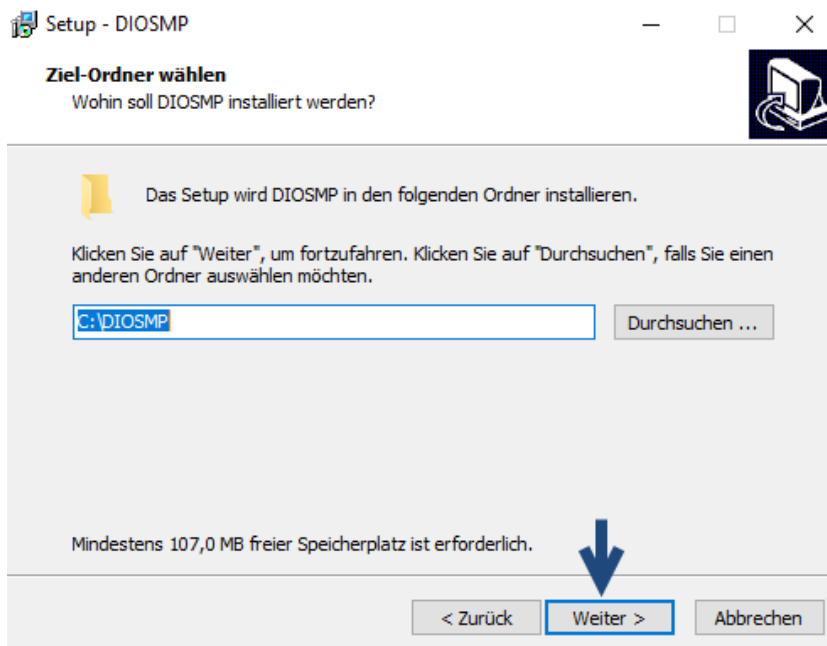 Setup - DIOSMP
Ziel-Ordner wählen
Wohin soll DIOSMP installiert werden?
Das Setup wird DIOSMP in den folgenden Ordner installieren.
Klicken Sie auf "Weiter", um fortzufahren. Klicken Sie auf "Durchsuchen", falls Sie einen
anderen Ordner auswählen möchten.
C:\DIOSMP
Durchsuchen ...
Mindestens 107,0 MB freier Speicherplatz ist erforderlich.
< Zurück
Weiter >
Abbrechen